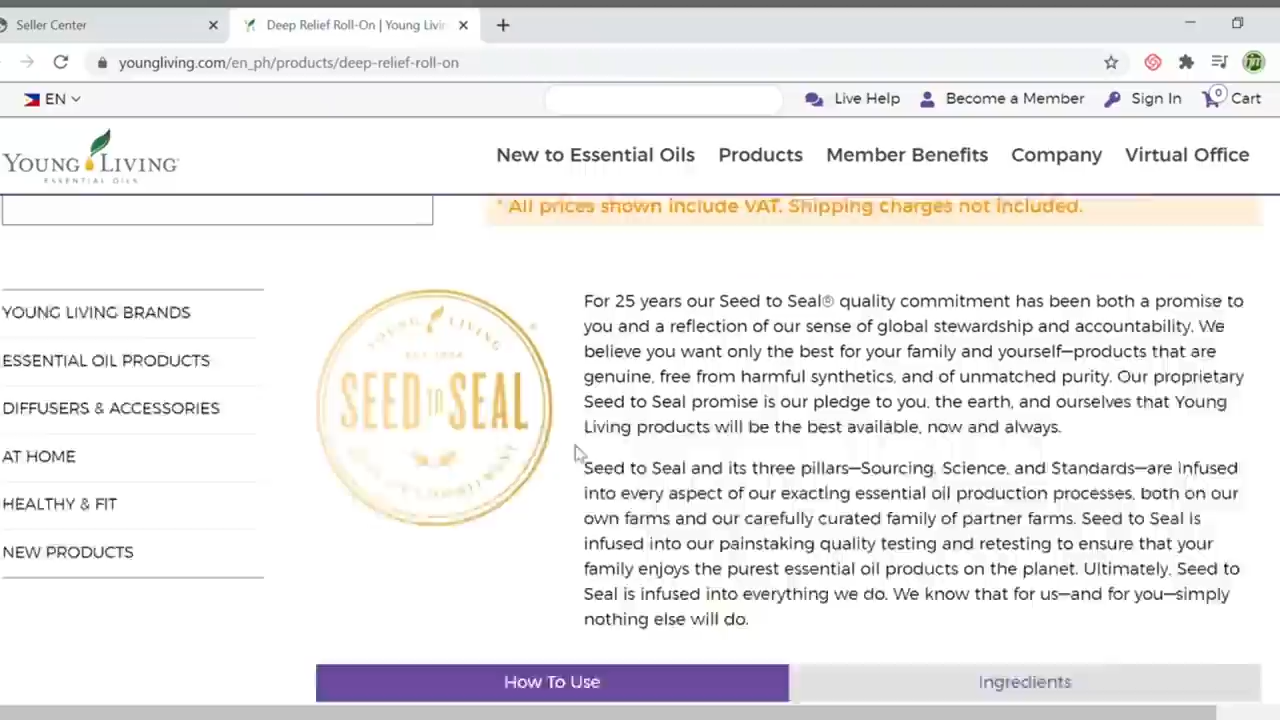 Seller Center
Deep Relief Roll-On | Young Livin
youngliving.com/en_ph/products/deep-relief-roll-on
EN
Live Help
Become a Member
Sign In
0
Cart
YOUNG LIVING
ESSENTIAL OILS
New to Essential Oils
Products
Member Benefits
Company
Virtual Office
* All prices shown include VAT. Shipping charges not included.
YOUNG LIVING BRANDS
ESSENTIAL OIL PRODUCTS
DIFFUSERS & ACCESSORIES
AT HOME
HEALTHY & FIT
NEW PRODUCTS
YOUNG LIVING
SEED to SEAL
For 25 years our Seed to Seal® quality commitment has been both a promise to
you and a reflection of our sense of global stewardship and accountability. We
believe you want only the best for your family and yourself—products that are
genuine, free from harmful synthetics, and of unmatched purity. Our proprietary
Seed to Seal promise is our pledge to you, the earth, and ourselves that Young
Living products will be the best available, now and always.
Seed to Seal and its three pillars—Sourcing, Science, and Standards—are infused
into every aspect of our exacting essential oil production processes, both on our
own farms and our carefully curated family of partner farms. Seed to Seal is
infused into our painstaking quality testing and retesting to ensure that your
family enjoys the purest essential oil products on the planet. Ultimately, Seed to
Seal is infused into everything we do. We know that for us—and for you—simply
nothing else will do.
How To Use
Ingredients